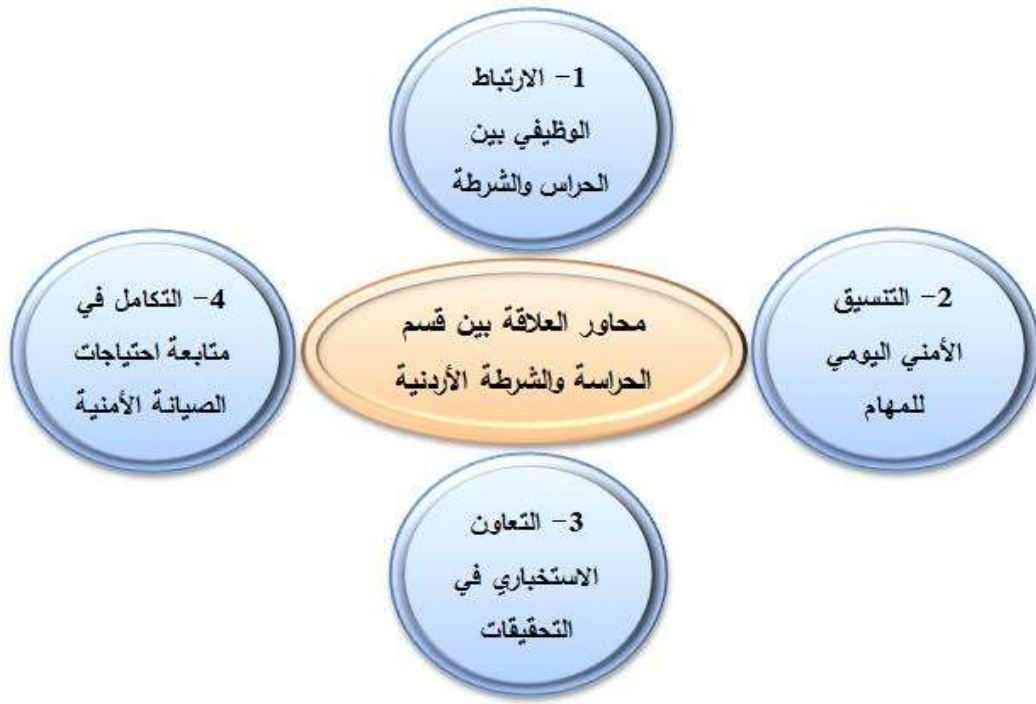 1- الارتباط
الوظيفي بين
الحراس والشرطة
محاور العلاقة بين قسم
الحراسة والشرطة الأردنية
2- التنسيق
الأمني اليومي
للمهام
3- التعاون
الاستخباري في
التحقيقات
4- التكامل في
متابعة احتياجات
الصيانة الأمنية